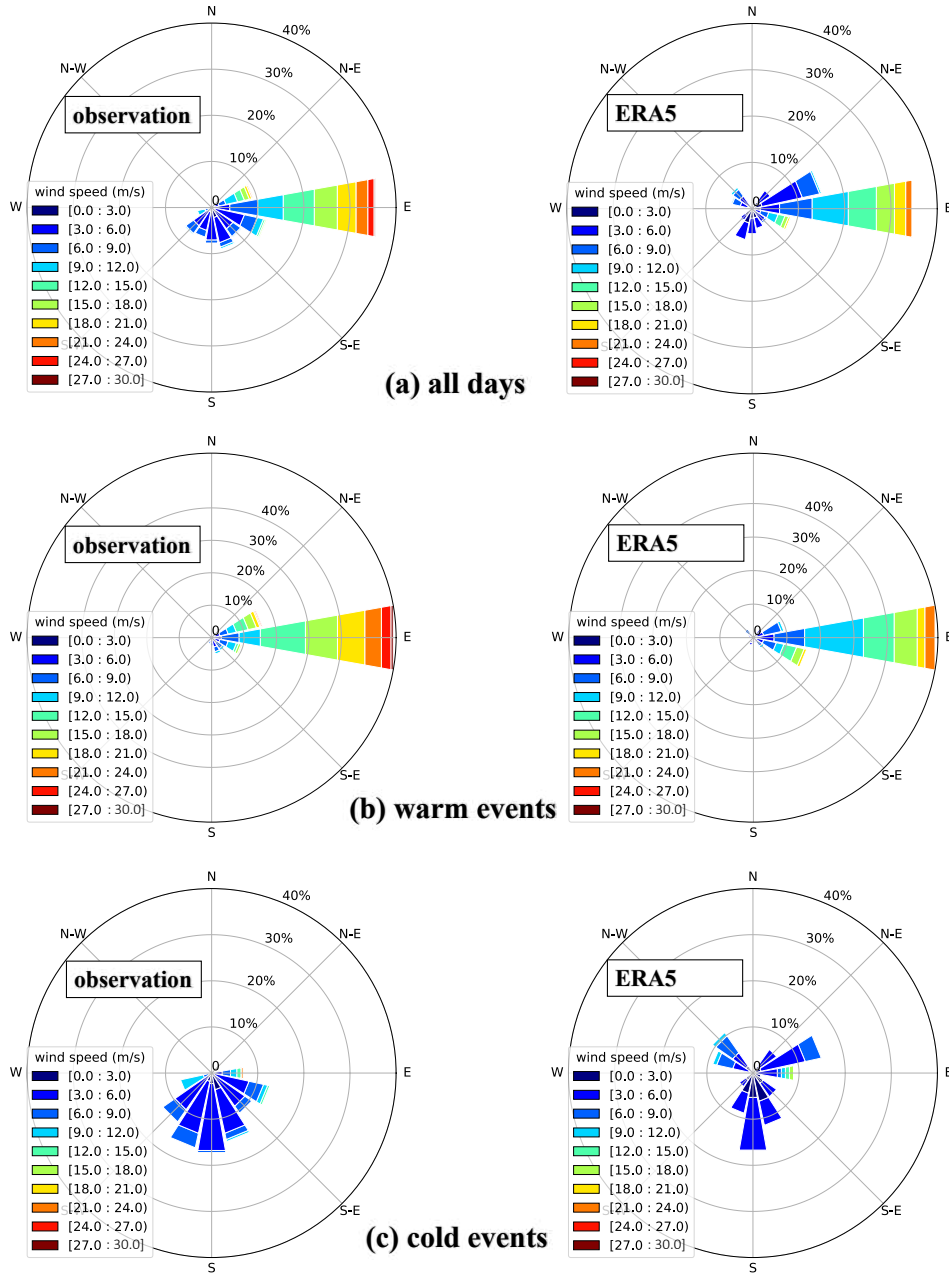 N
40%
N-W
N-E
30%
observation
20%
10%
0
wind speed (m/s)
W
E
[0.0 : 3.0)
[3.0 : 6.0)
[6.0 : 9.0)
[9.0 : 12.0)
[12.0 : 15.0)
[15.0 : 18.0)
[18.0 : 21.0)
[21.0 : 24.0)
[24.0 : 27.0)
[27.0 : 30.0]
S-E
S
N
40%
N-W
N-E
30%
ERA5
20%
10%
0
wind speed (m/s)
W
E
[0.0 : 3.0)
[3.0 : 6.0)
[6.0 : 9.0)
[9.0 : 12.0)
[12.0 : 15.0)
[15.0 : 18.0)
[18.0 : 21.0)
[21.0 : 24.0)
[24.0 : 27.0)
[27.0 : 30.0]
S-E
S
(a) all days
N
N-W
N-E
40%
observation
30%
20%
10%
0
wind speed (m/s)
W
E
[0.0 : 3.0)
[3.0 : 6.0)
[6.0 : 9.0)
[9.0 : 12.0)
[12.0 : 15.0)
[15.0 : 18.0)
[18.0 : 21.0)
[21.0 : 24.0)
[24.0 : 27.0)
[27.0 : 30.0]
S-E
S
N
N-W
N-E
40%
ERA5
30%
20%
10%
0
wind speed (m/s)
W
E
[0.0 : 3.0)
[3.0 : 6.0)
[6.0 : 9.0)
[9.0 : 12.0)
[12.0 : 15.0)
[15.0 : 18.0)
[18.0 : 21.0)
[21.0 : 24.0)
[24.0 : 27.0)
[27.0 : 30.0]
S-E
S
(b) warm events
N
40%
N-W
N-E
30%
observation
20%
10%
0
wind speed (m/s)
W
E
[0.0 : 3.0)
[3.0 : 6.0)
[6.0 : 9.0)
[9.0 : 12.0)
[12.0 : 15.0)
[15.0 : 18.0)
[18.0 : 21.0)
[21.0 : 24.0)
[24.0 : 27.0)
[27.0 : 30.0]
S-E
S
N
40%
N-W
N-E
30%
ERA5
20%
10%
0
wind speed (m/s)
W
E
[0.0 : 3.0)
[3.0 : 6.0)
[6.0 : 9.0)
[9.0 : 12.0)
[12.0 : 15.0)
[15.0 : 18.0)
[18.0 : 21.0)
[21.0 : 24.0)
[24.0 : 27.0)
[27.0 : 30.0]
S-E
S
(c) cold events